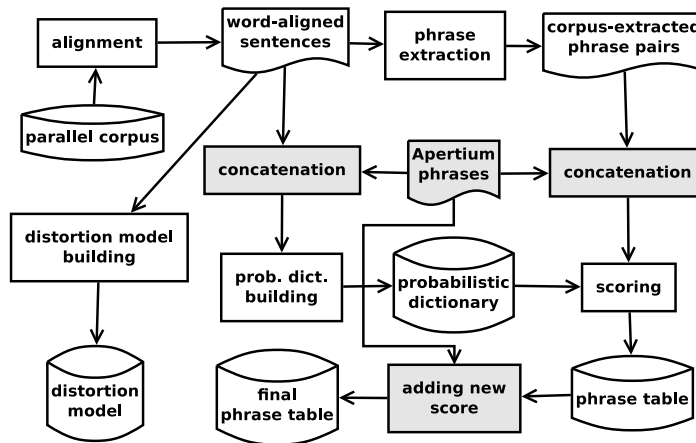 alignment
word-aligned
sentences
phrase
extraction
corpus-extracted
phrase pairs
parallel corpus
concatenation
Apertium
phrases
concatenation
distortion model
building
prob. dict.
building
probabilistic
dictionary
scoring
distortion
model
final
phrase table
adding new
score
phrase table